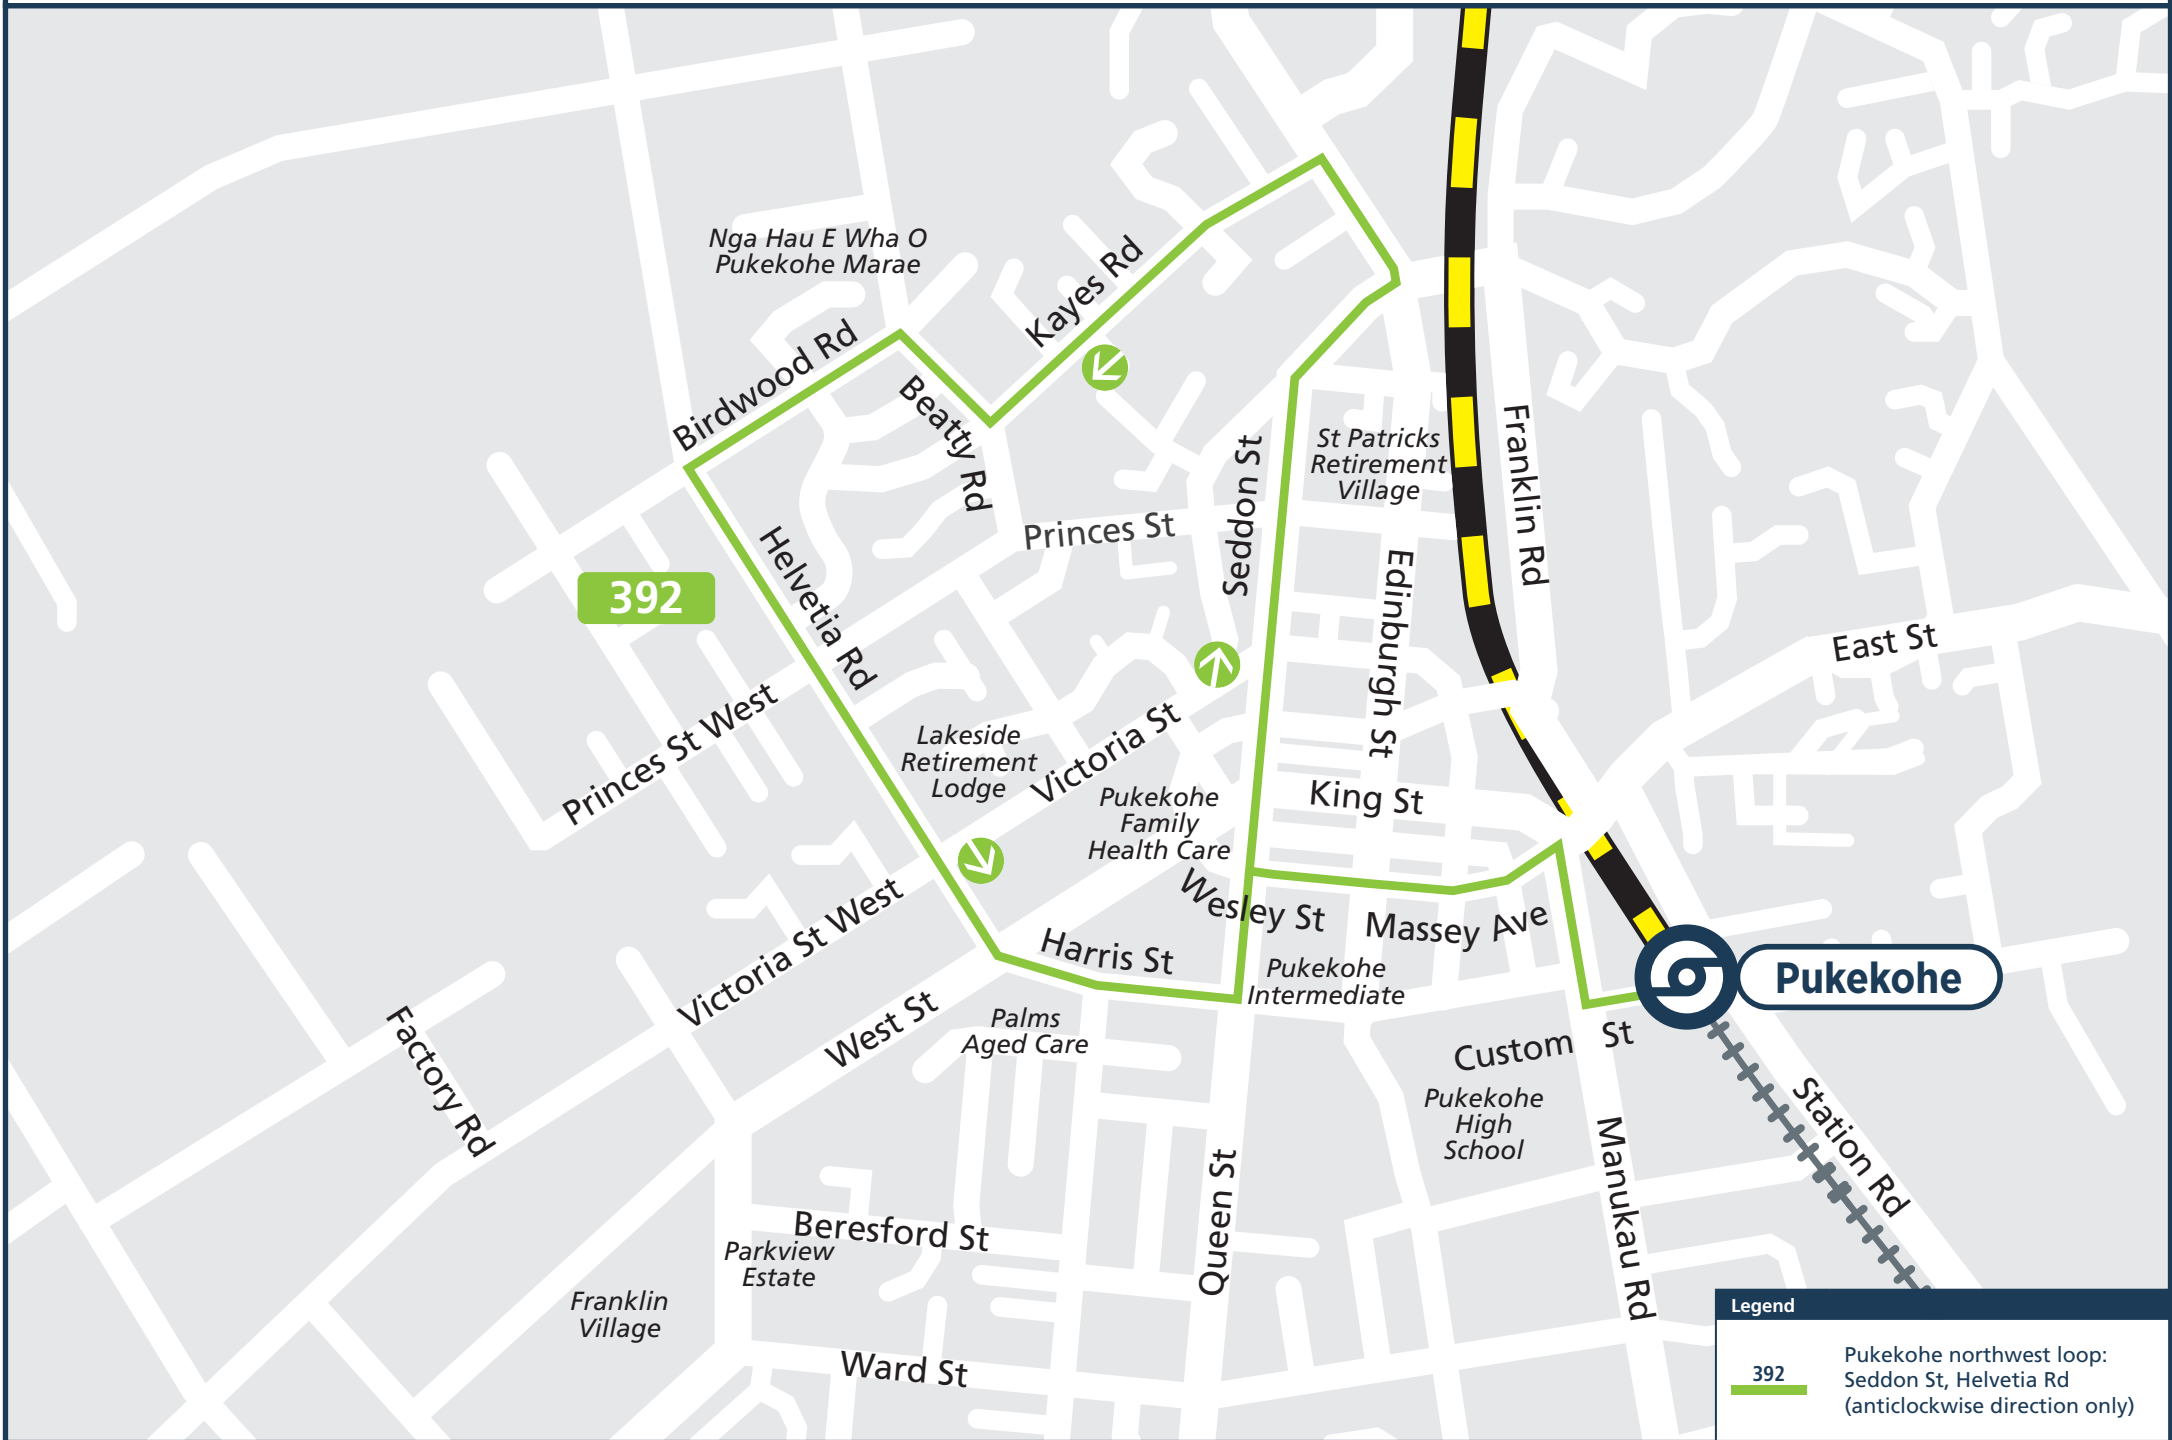 Nga Hau E Wha O
Pukekohe Marae
Kayes Rd
Birdwood Rd
Beatty Rd
St Patricks
Retirement
Village
Franklin Rd
Seddon St
Princes St
Helvetia Rd
392
Edinburgh St
East St
Princes St West
Lakeside
Retirement
Lodge
Victoria St
Pukekohe
Family
Health Care
King St
Wesley St
Massey Ave
Victoria St West
Harris St
Pukekohe
Intermediate
Pukekohe
West St
Palms
Aged Care
Custom St
Factory Rd
Pukekohe
High
School
Station Rd
Manukau Rd
Queen St
Beresford St
Parkview
Estate
Franklin
Village
Ward St
Legend
392
Pukekohe northwest loop:
Seddon St, Helvetia Rd
(anticlockwise direction only)